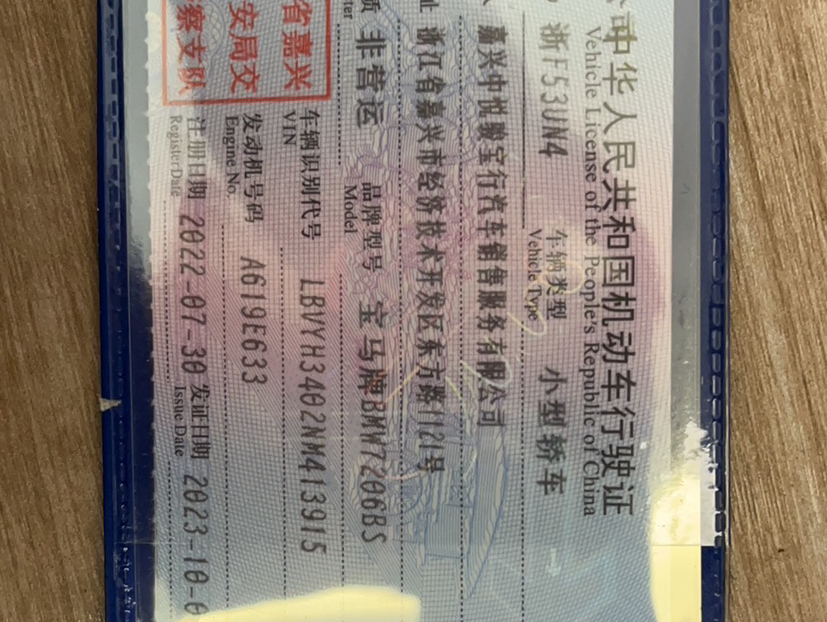 中华人民共和国机动车行驶证
Vehicle License of the People's Republic of China
浙F53UN4
车辆类型
Vehicle Type
小型轿车
嘉兴中悦骏宝行汽车销售服务有限公司
址 浙江省嘉兴市经济技术开发区东方路1121号
质 非营运
品牌型号
Model
宝马牌BMW7206BS
省嘉兴
安局交
察支队
车辆识别代号
VIN
LBVYH3402NM413915
发动机号码
Engine No.
A619E633
注册日期
Register Date
2022-07-30
发证日期
Issue Date
2023-10-0